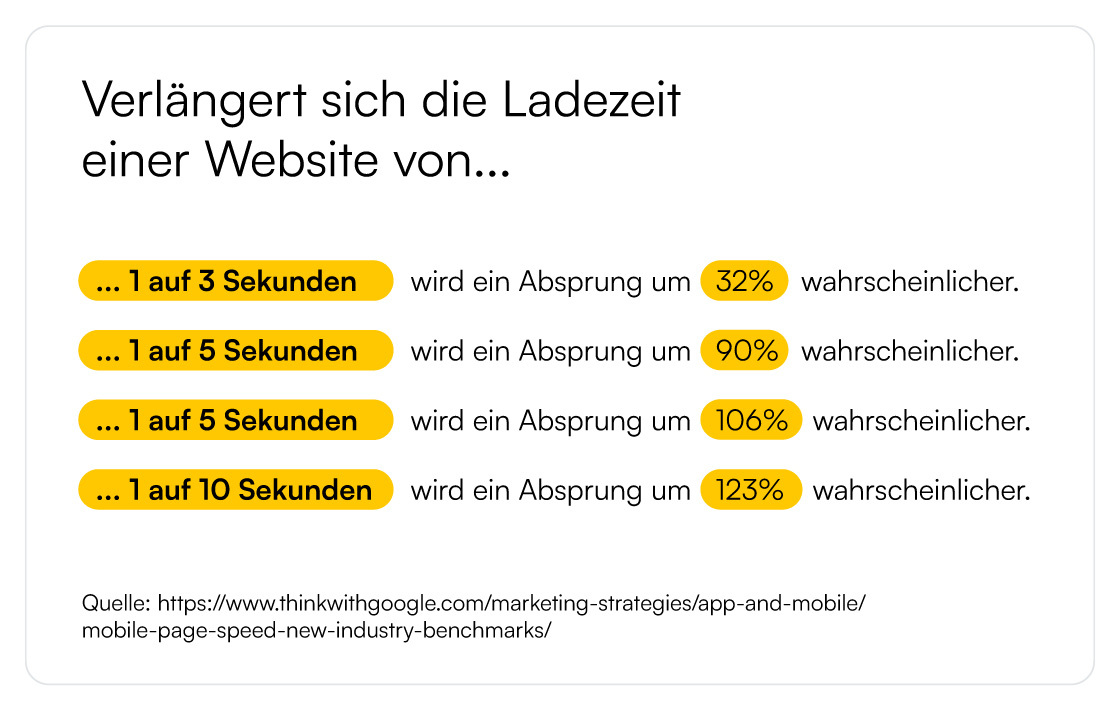 Verlängert sich die Ladezeit
einer Website von...
... 1 auf 3 Sekunden wird ein Absprung um 32% wahrscheinlicher.
... 1 auf 5 Sekunden wird ein Absprung um 90% wahrscheinlicher.
... 1 auf 5 Sekunden wird ein Absprung um 106% wahrscheinlicher.
... 1 auf 10 Sekunden wird ein Absprung um 123% wahrscheinlicher.
Quelle: https://www.thinkwithgoogle.com/marketing-strategies/app-and-mobile/
mobile-page-speed-new-industry-benchmarks/